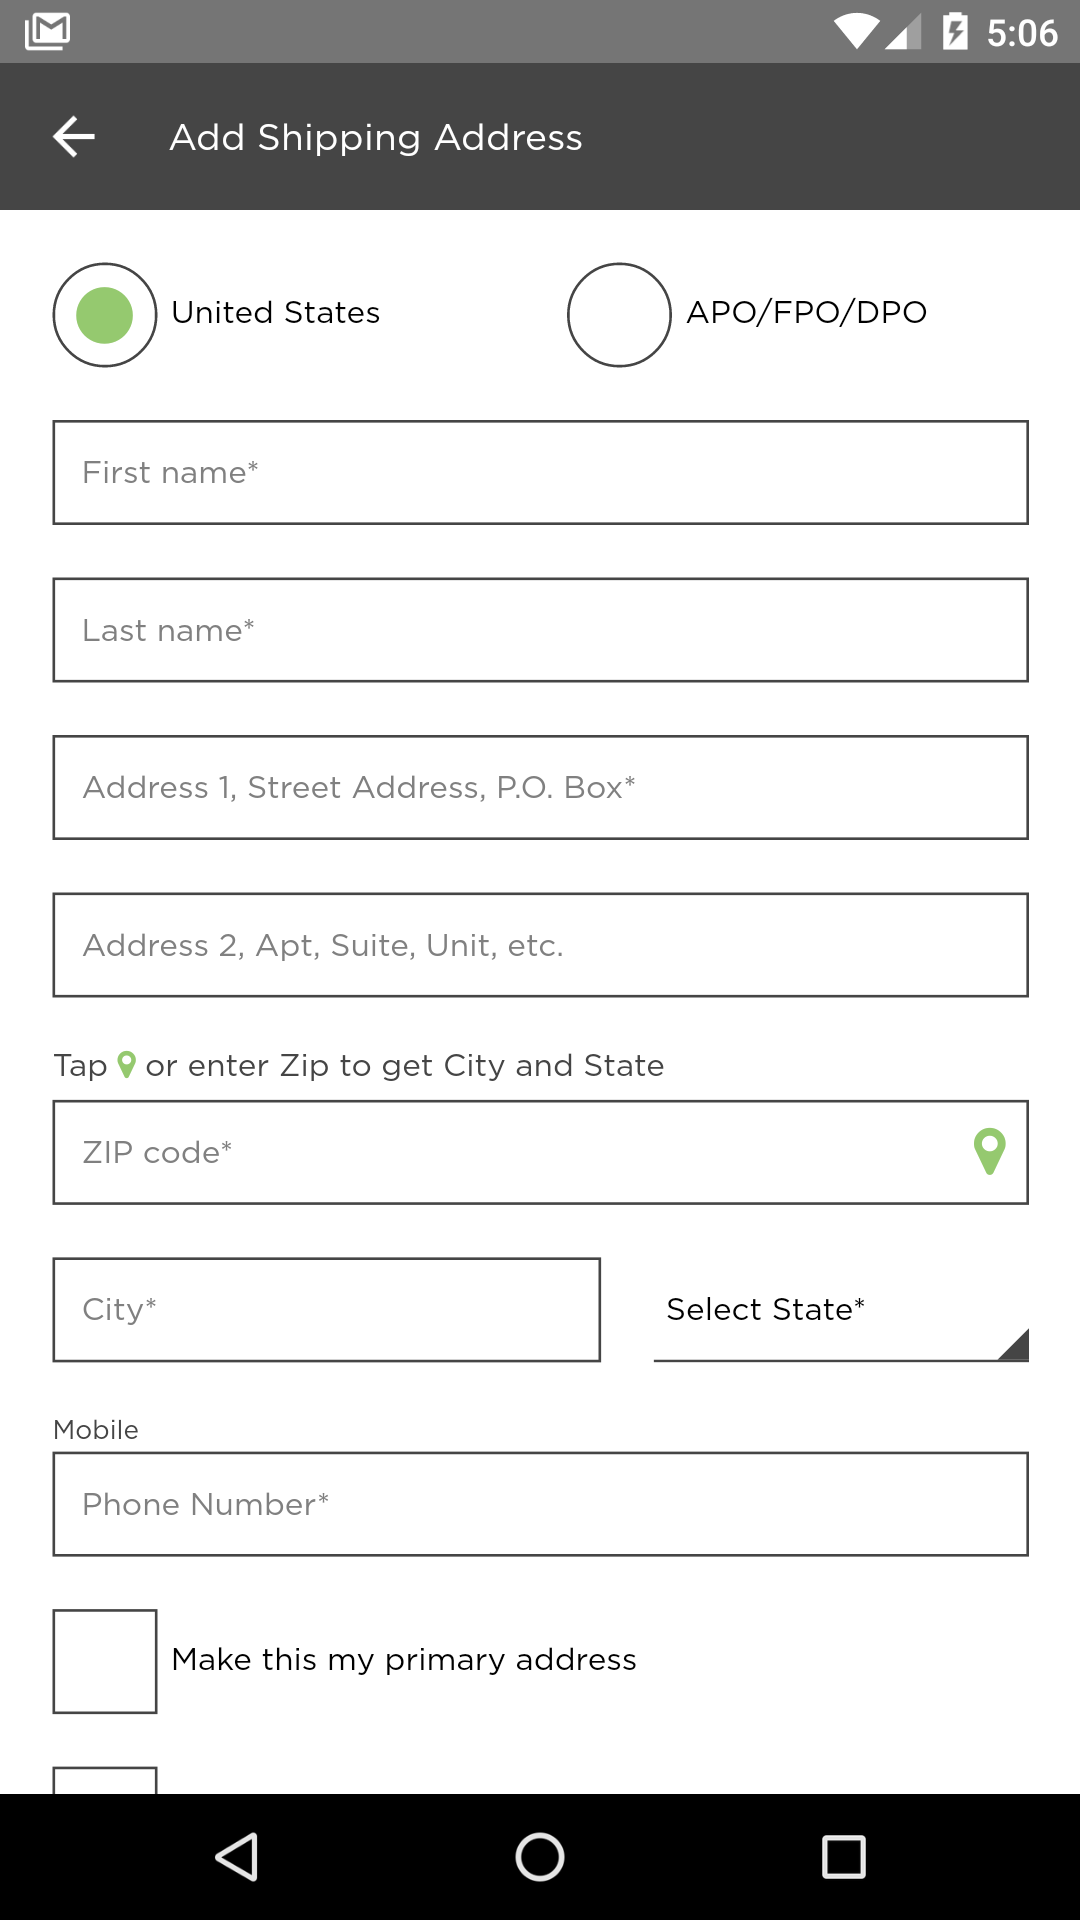 5:06
Add Shipping Address
United States
APO/FPO/DPO
First name*
Last name*
Address 1, Street Address, P.O. Box*
Address 2, Apt, Suite, Unit, etc.
Tap or enter Zip to get City and State
ZIP code*
City*
Select State*
Mobile
Phone Number*
Make this my primary address